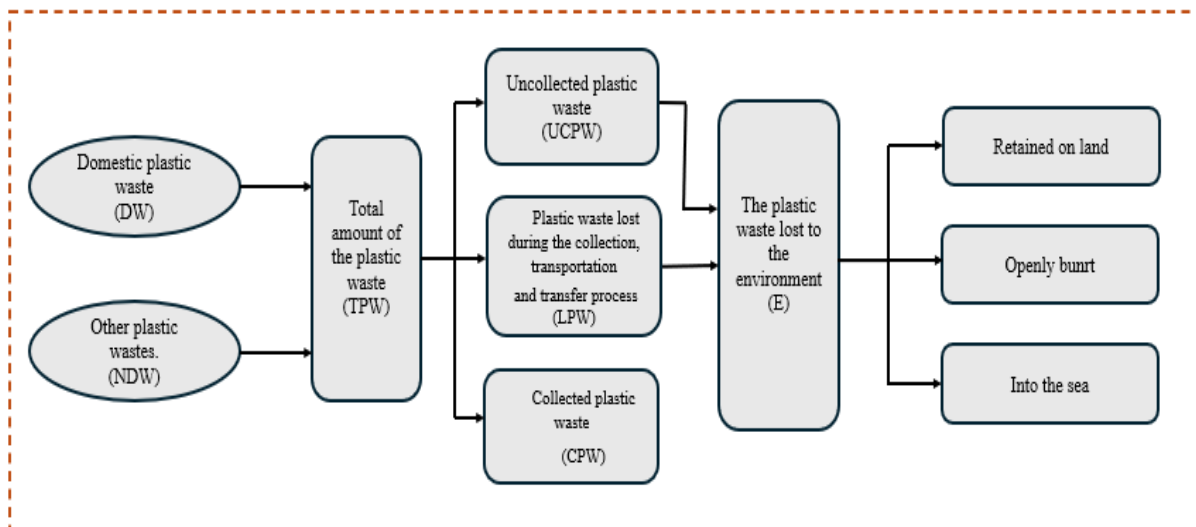 Domestic plastic
waste
(DW)
Other plastic
wastes.
(NDW)
Total
amount of
the plastic
waste
(TPW)
Uncollected plastic
waste
(UCPW)
Plastic waste lost
during the collection,
transportation
and transfer process
(LPW)
Collected plastic
waste
(CPW)
The plastic
waste lost to
the
environment
(E)
Retained on land
Openly bunrt
Into the sea